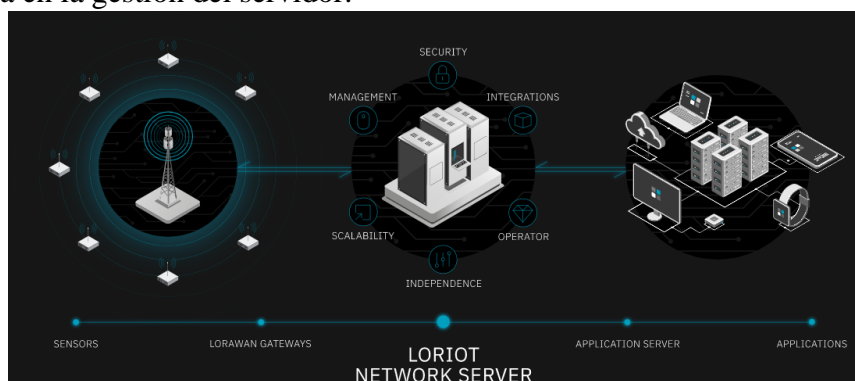 en la gestión del servidor.
SECURITY
MANAGEMENT
INTEGRATIONS
SCALABILITY
OPERATOR
INDEPENDENCE
SENSORS
LORAWAN GATEWAYS
LORIOT
NETWORK SERVER
APPLICATION SERVER
APPLICATIONS